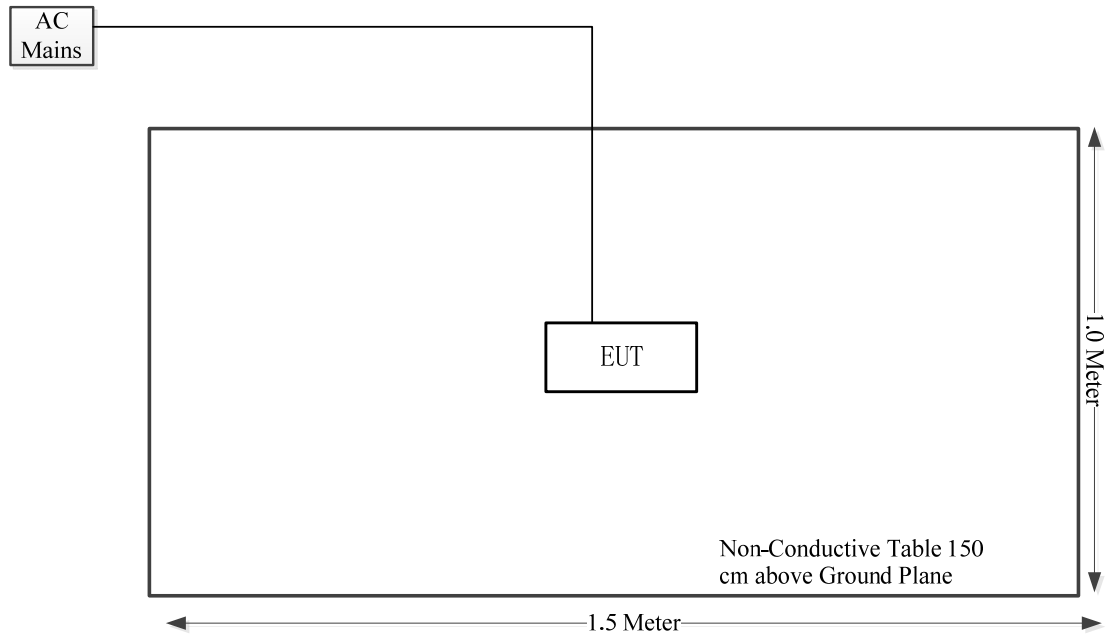 AC
Mains
EUT
1.0 Meter
Non-Conductive Table 150
cm above Ground Plane
1.5 Meter